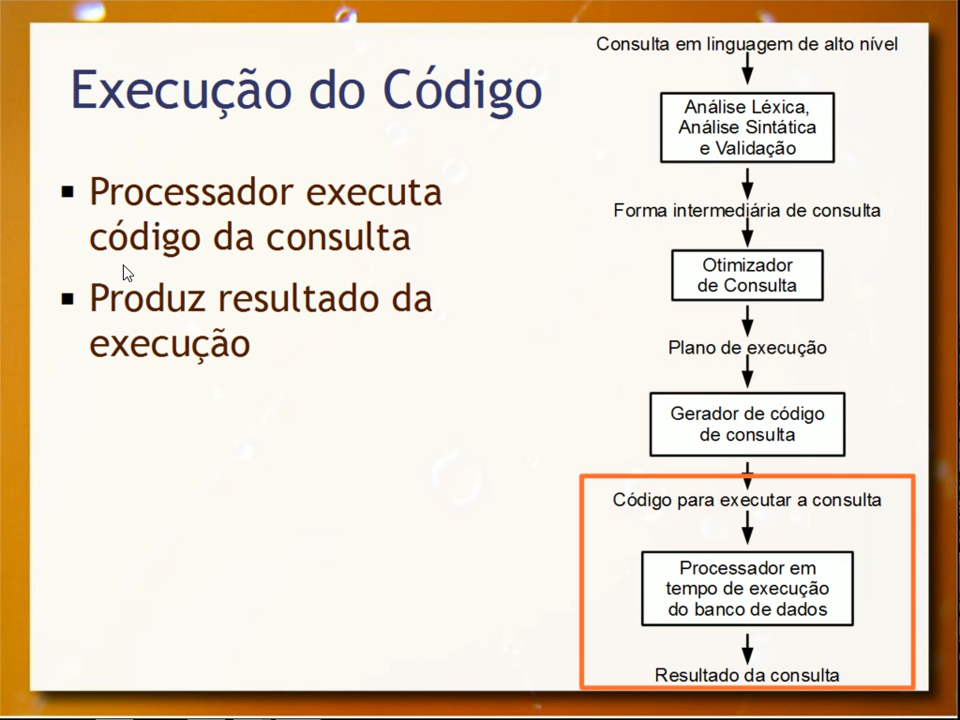 Execução do Código
▪ Processador executa
código da consulta
▪ Produz resultado da
execução
Consulta em linguagem de alto nível
Análise Léxica,
Análise Sintática
e Validação
Forma intermediária de consulta
Otimizador
de Consulta
Plano de execução
Gerador de código
de consulta
Código para executar a consulta
Processador em
tempo de execução
do banco de dados
Resultado da consulta